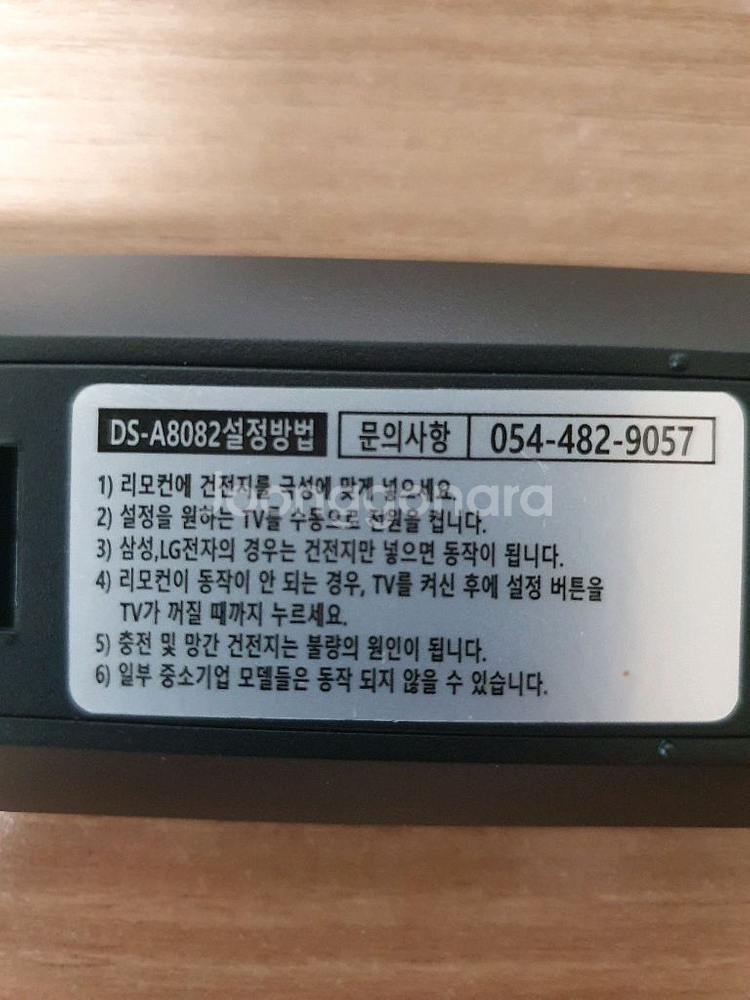 DS-A8082설정방법 문의사항 054-482-9057
1) 리모컨에 건전지를 극성에 맞게 넣으세요.
2) 설정을 원하는 TV를 수동으로 전원을 켭니다.
3) 삼성,LG전자의 경우는 건전지만 넣으면 동작이 됩니다.
4) 리모컨이 동작이 안 되는 경우, TV를 켜신 후에 설정 버튼을
TV가 꺼질 때까지 누르세요.
5) 충전 및 망간 건전지는 불량의 원인이 됩니다.
6) 일부 중소기업 모델들은 동작 되지 않을 수 있습니다.
joonggonara